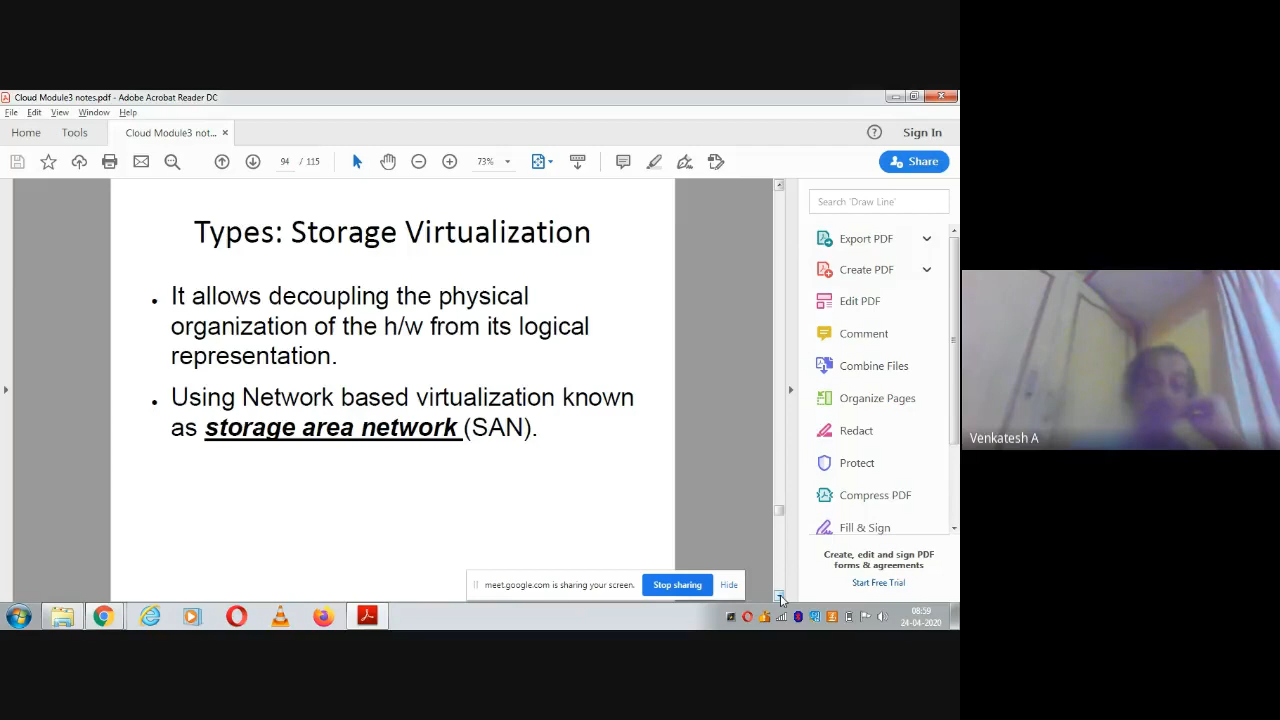 Cloud Module3 notes.pdf - Adobe Acrobat Reader DC
File Edit View Window Help
Home Tools Cloud Module3 not... × Sign In
94 / 115 73% Share
Types: Storage Virtualization
• It allows decoupling the physical
organization of the h/w from its logical
representation.
• Using Network based virtualization known
as storage area network (SAN).
Search 'Draw Line'
Export PDF
Create PDF
Edit PDF
Comment
Combine Files
Organize Pages
Redact
Protect
Compress PDF
Fill & Sign
Create, edit and sign PDF
forms & agreements
Start Free Trial
meet.google.com is sharing your screen. Stop sharing Hide
08:59
24-04-2020
Venkatesh A